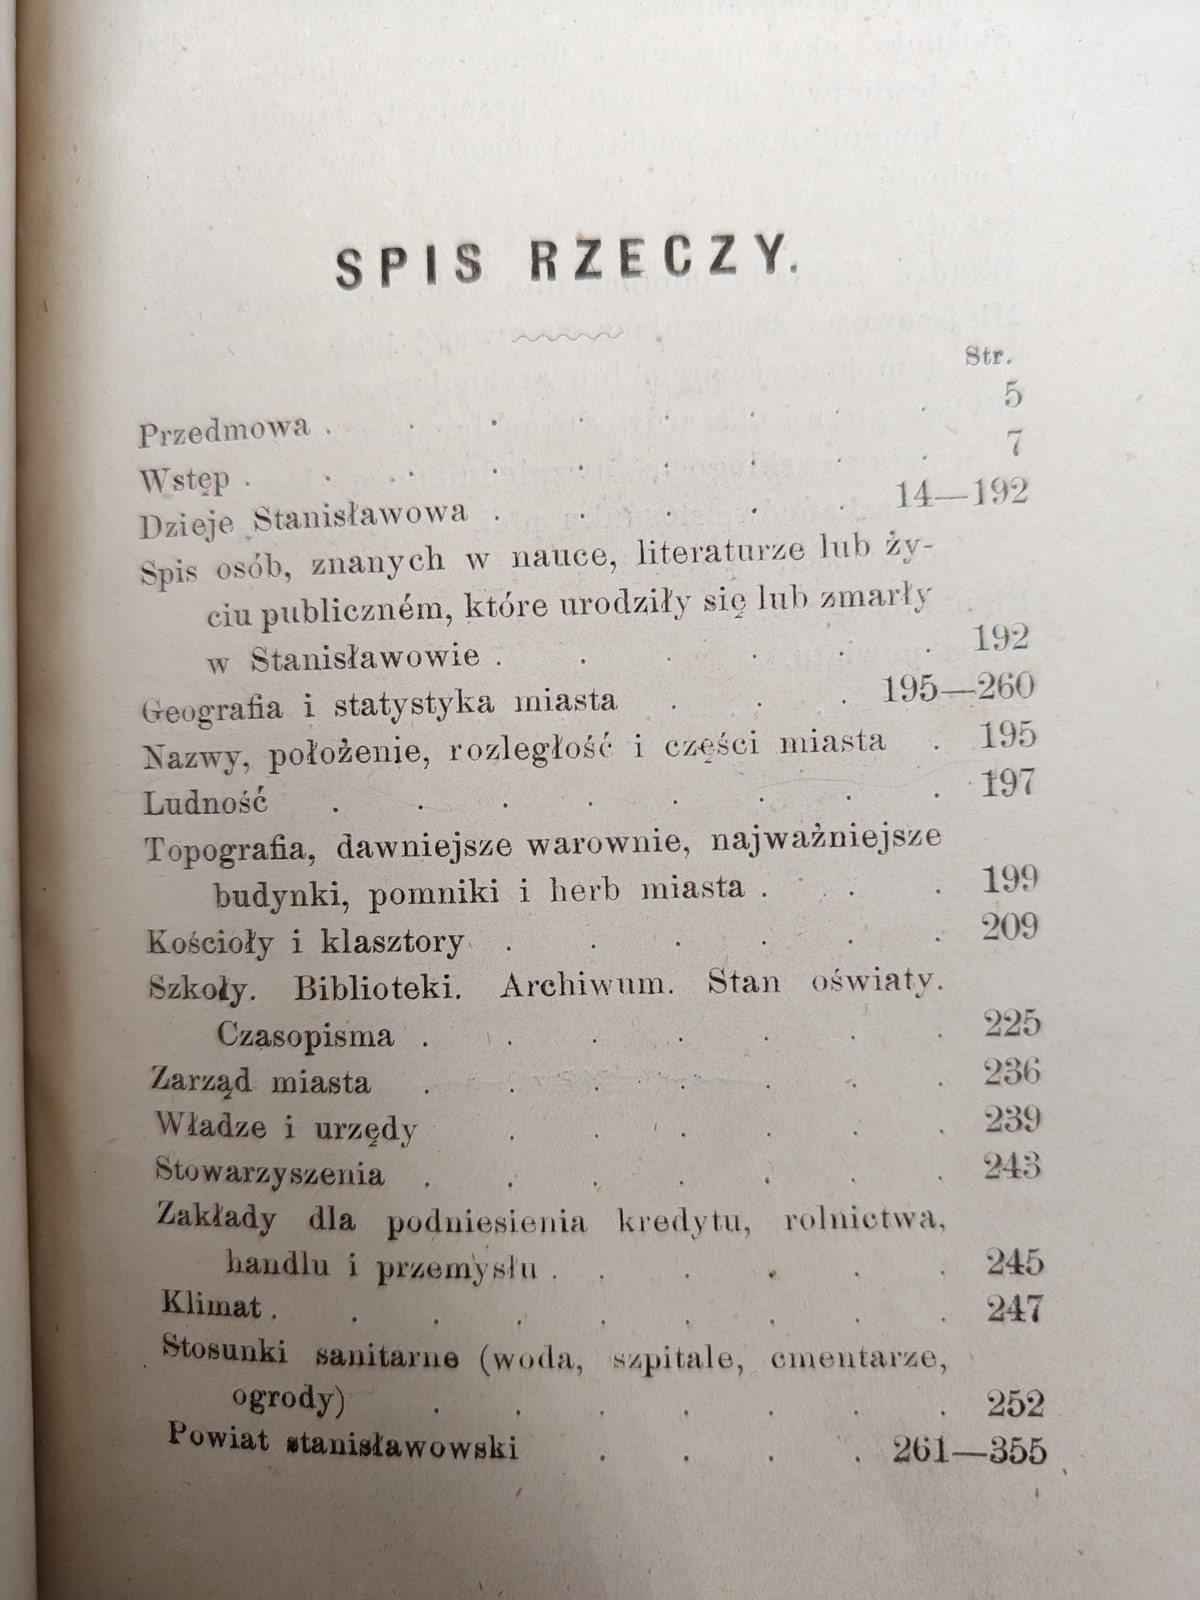 SPIS RZECZY.
Str.
Przedmowa . . . . . . . . 5
Wstęp . . . . . . . . . 7
Dzieje Stanisławowa . . . . . 14—192
Spis osób, znanych w nauce, literaturze lub ży-
ciu publiczném, które urodziły się lub zmarły
w Stanisławowie . . . . . . 192
Geografia i statystyka miasta . . . 195—260
Nazwy, położenie, rozległość i części miasta . 195
Ludność . . . . . . . . 197
Topografia, dawniejsze warownie, najważniejsze
budynki, pomniki i herb miasta . . . 199
Kościoły i klasztory . . . . . . 209
Szkoły. Biblioteki. Archiwum. Stan oświaty.
Czasopisma . . . . . . . 225
Zarząd miasta . . . . . . . 236
Władze i urzędy . . . . . . 239
Stowarzyszenia . . . . . . . 243
Zakłady dla podniesienia kredytu, rolnictwa,
handlu i przemysłu . . . . . . 245
Klimat . . . . . . . . . 247
Stosunki sanitarne (woda, szpitale, cmentarze,
ogrody) . . . . . . . 252
Powiat stanisławowski . . . . 261—355